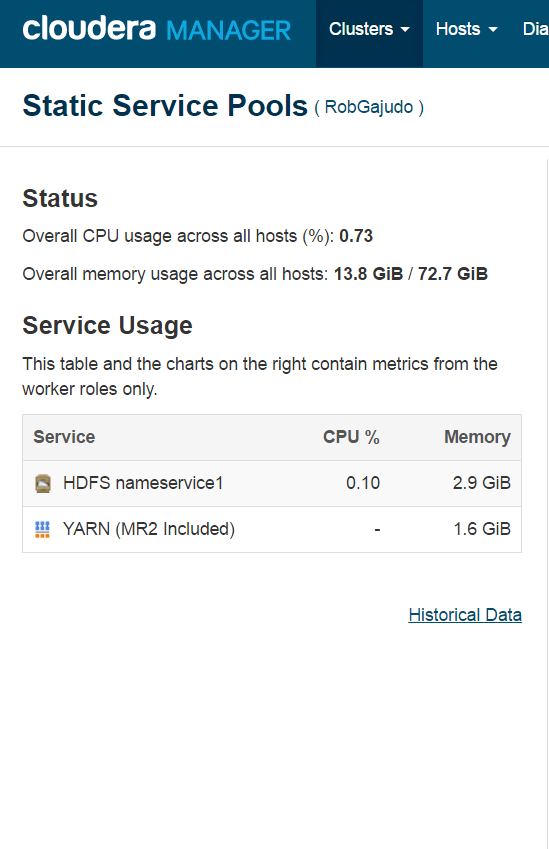 cloudera MANAGER Clusters Hosts Dia
Static Service Pools ( RobGajudo )
Status
Overall CPU usage across all hosts (%): 0.73
Overall memory usage across all hosts: 13.8 GiB / 72.7 GiB
Service Usage
This table and the charts on the right contain metrics from the
worker roles only.
Service CPU % Memory
HDFS nameservice1 0.10 2.9 GiB
YARN (MR2 Included) - 1.6 GiB
Historical Data